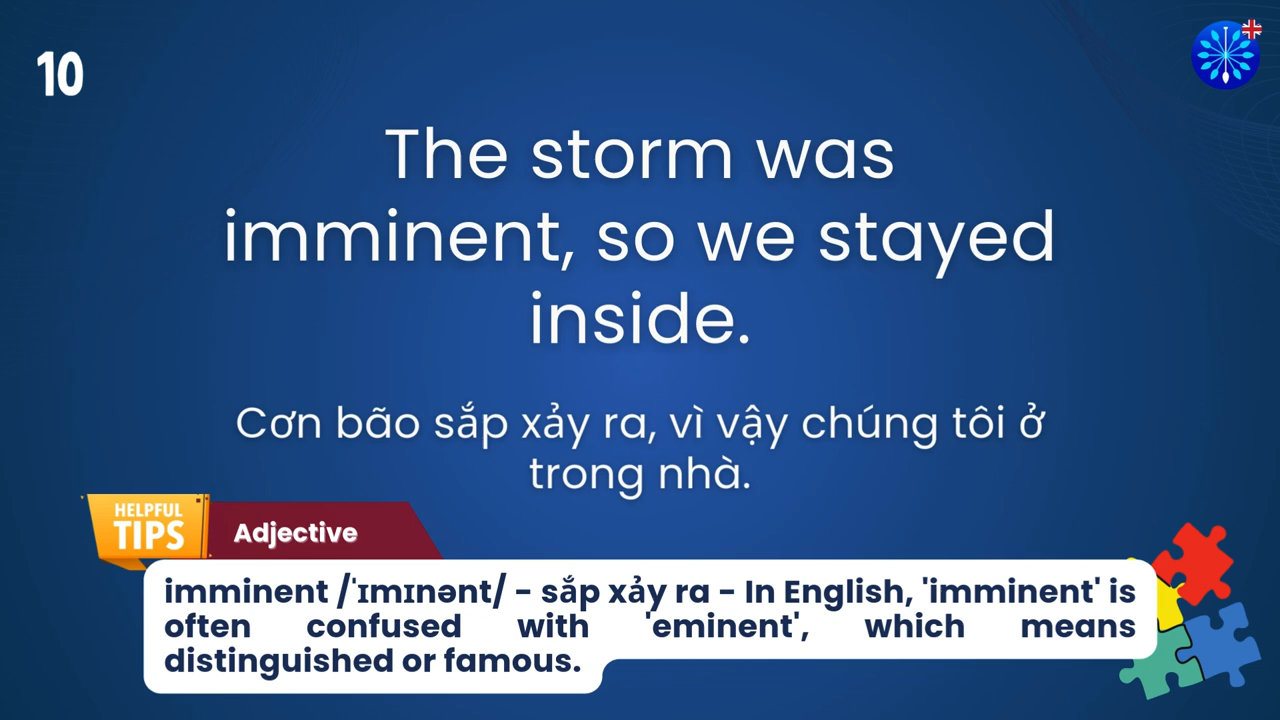 10
The storm was
imminent, so we stayed
inside.
Cơn bão sắp xảy ra, vì vậy chúng tôi ở
trong nhà.
HELPFUL
TIPS
Adjective
imminent /ˈɪmɪnənt/ - sắp xảy ra - In English, 'imminent' is
often confused with 'eminent', which means
distinguished or famous.